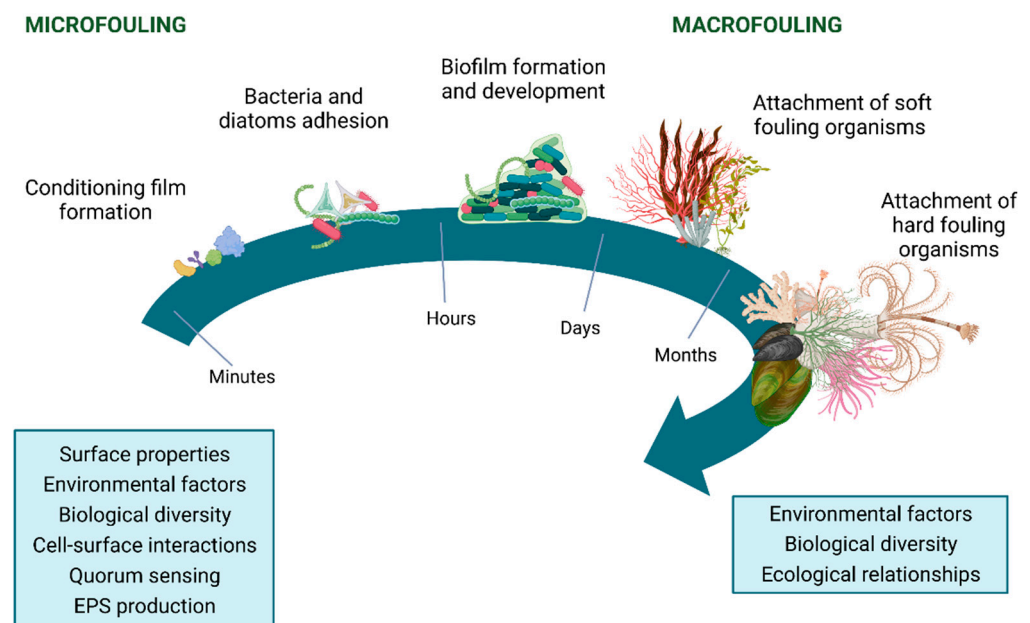 MICROFOULING
MACROFOULING
Conditioning film
formation
Bacteria and
diatoms adhesion
Biofilm formation
and development
Attachment of soft
fouling organisms
Attachment of
hard fouling
organisms
Minutes
Hours
Days
Months
Surface properties
Environmental factors
Biological diversity
Cell-surface interactions
Quorum sensing
EPS production
Environmental factors
Biological diversity
Ecological relationships